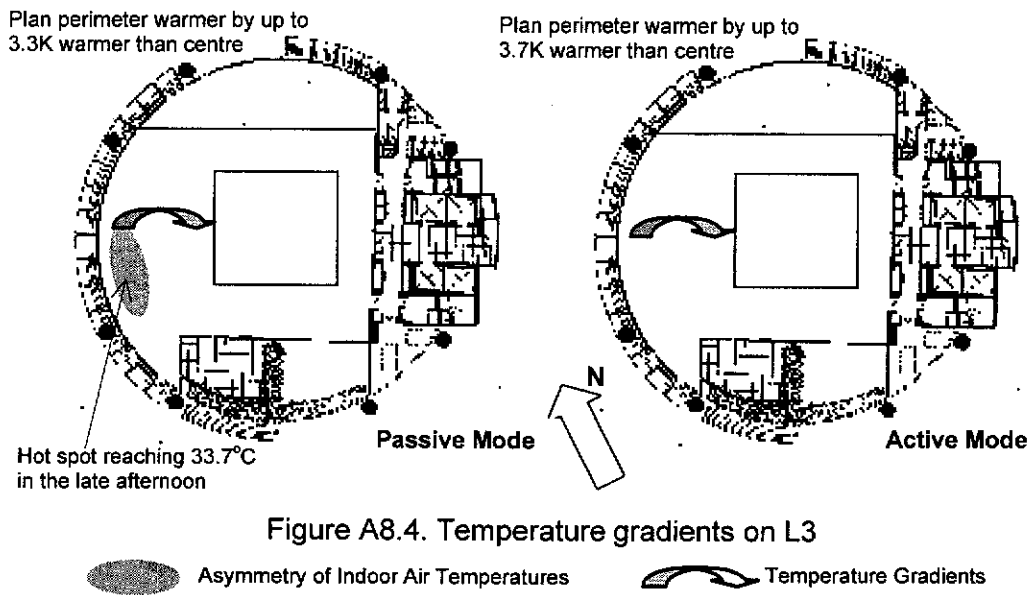 Plan perimeter warmer by up to
3.3K warmer than centre
Plan perimeter warmer by up to
3.7K warmer than centre
N
Passive Mode
Active Mode
Hot spot reaching 33.7°C
in the late afternoon
Figure A8.4. Temperature gradients on L3
Asymmetry of Indoor Air Temperatures
Temperature Gradients